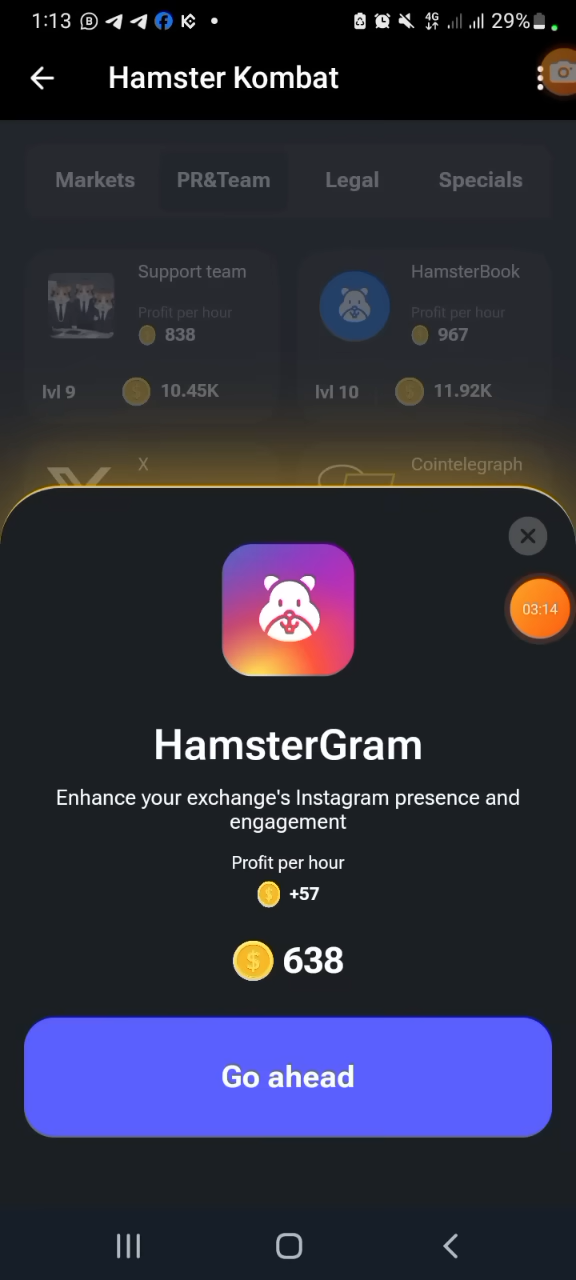 1:13
4G
29%
Hamster Kombat
Markets
PR&Team
Legal
Specials
Support team
Profit per hour
838
lvl 9
10.45K
HamsterBook
Profit per hour
967
lvl 10
11.92K
X
Cointelegraph
03:14
HamsterGram
Enhance your exchange's Instagram presence and
engagement
Profit per hour
+57
638
Go ahead